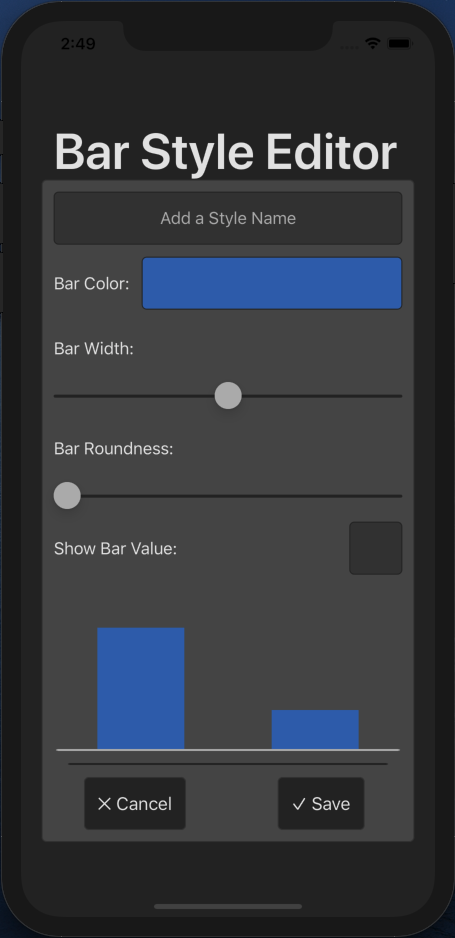 2:49
Bar Style Editor
Add a Style Name
Bar Color:
Bar Width:
Bar Roundness:
Show Bar Value:
Cancel
Save